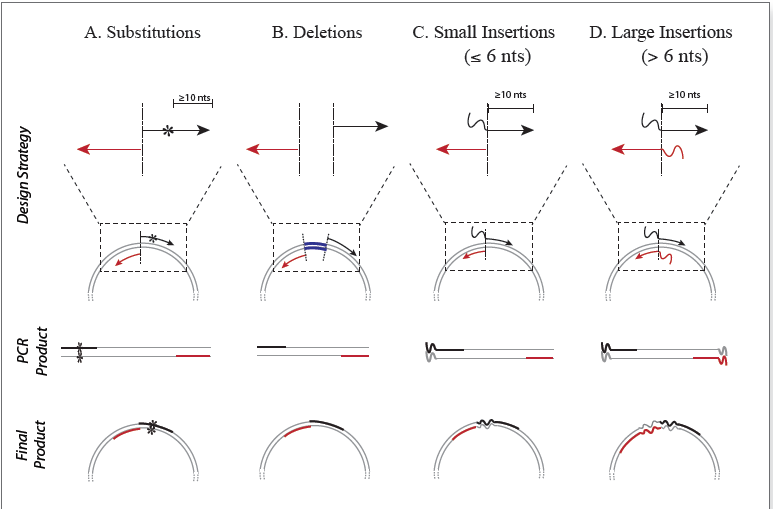 A. Substitutions
B. Deletions
C. Small Insertions
(≤ 6 nts)
D. Large Insertions
(> 6 nts)
Design Strategy
≥10 nts
≥10 nts
≥10 nts
PCR
Product
Final
Product